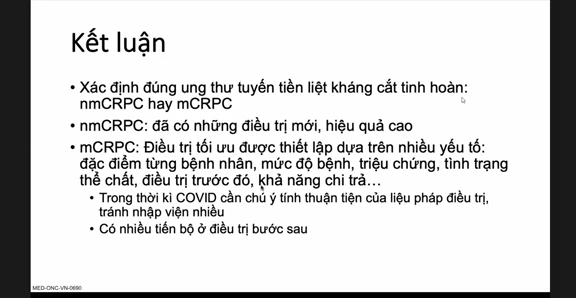 Kết luận
• Xác định đúng ung thư tuyến tiền liệt kháng cắt tinh hoàn:
nmCRPC hay mCRPC
• nmCRPC: đã có những điều trị mới, hiệu quả cao
• mCRPC: Điều trị tối ưu được thiết lập dựa trên nhiều yếu tố:
đặc điểm từng bệnh nhân, mức độ bệnh, triệu chứng, tình trạng
thể chất, điều trị trước đó, khả năng chi trả…
• Trong thời kì COVID cần chú ý tính thuận tiện của liệu pháp điều trị,
tránh nhập viện nhiều
• Có nhiều tiến bộ ở điều trị bước sau
MED-ONC-VN-0690